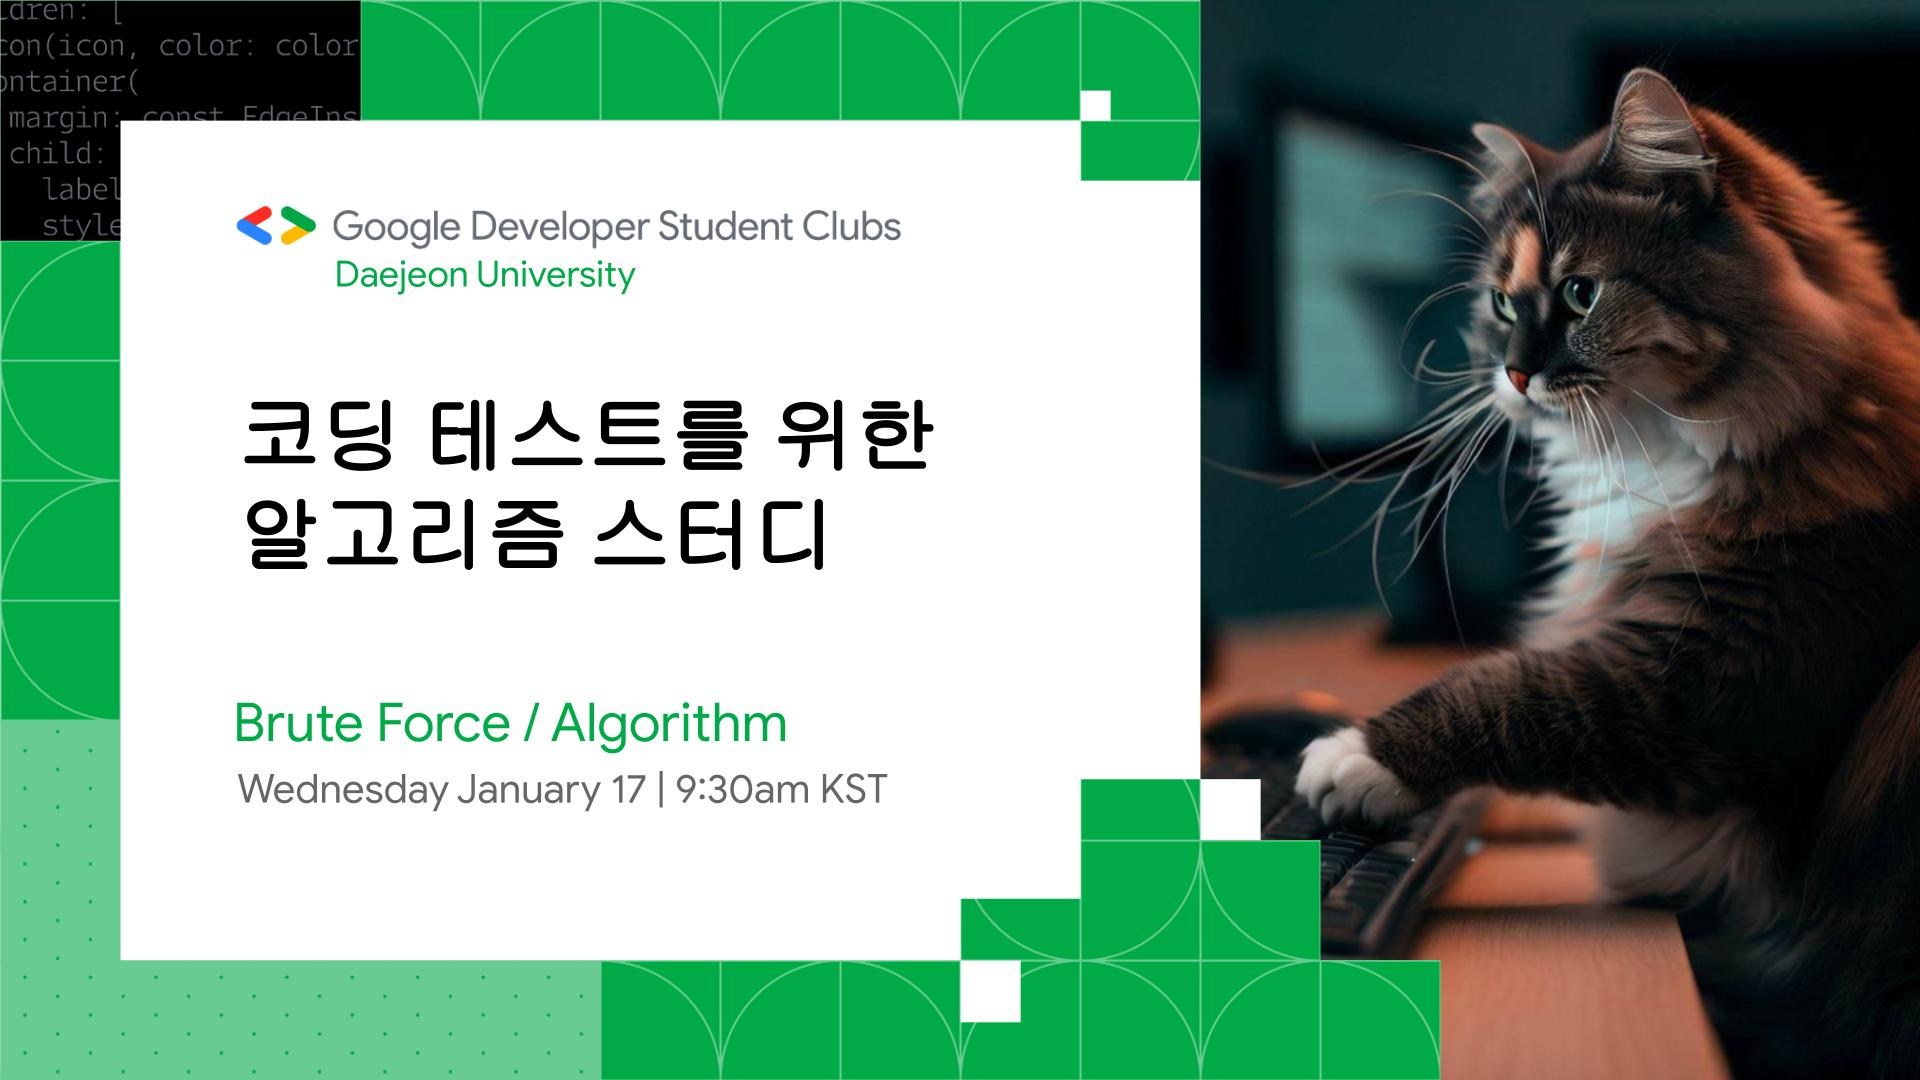 dren: [
con(icon, color: color
ontainer(
margin: const EdgeIns
child:
label
style
Google Developer Student Clubs
Daejeon University
코딩 테스트를 위한
알고리즘 스터디
Brute Force / Algorithm
Wednesday January 17 | 9:30am KST